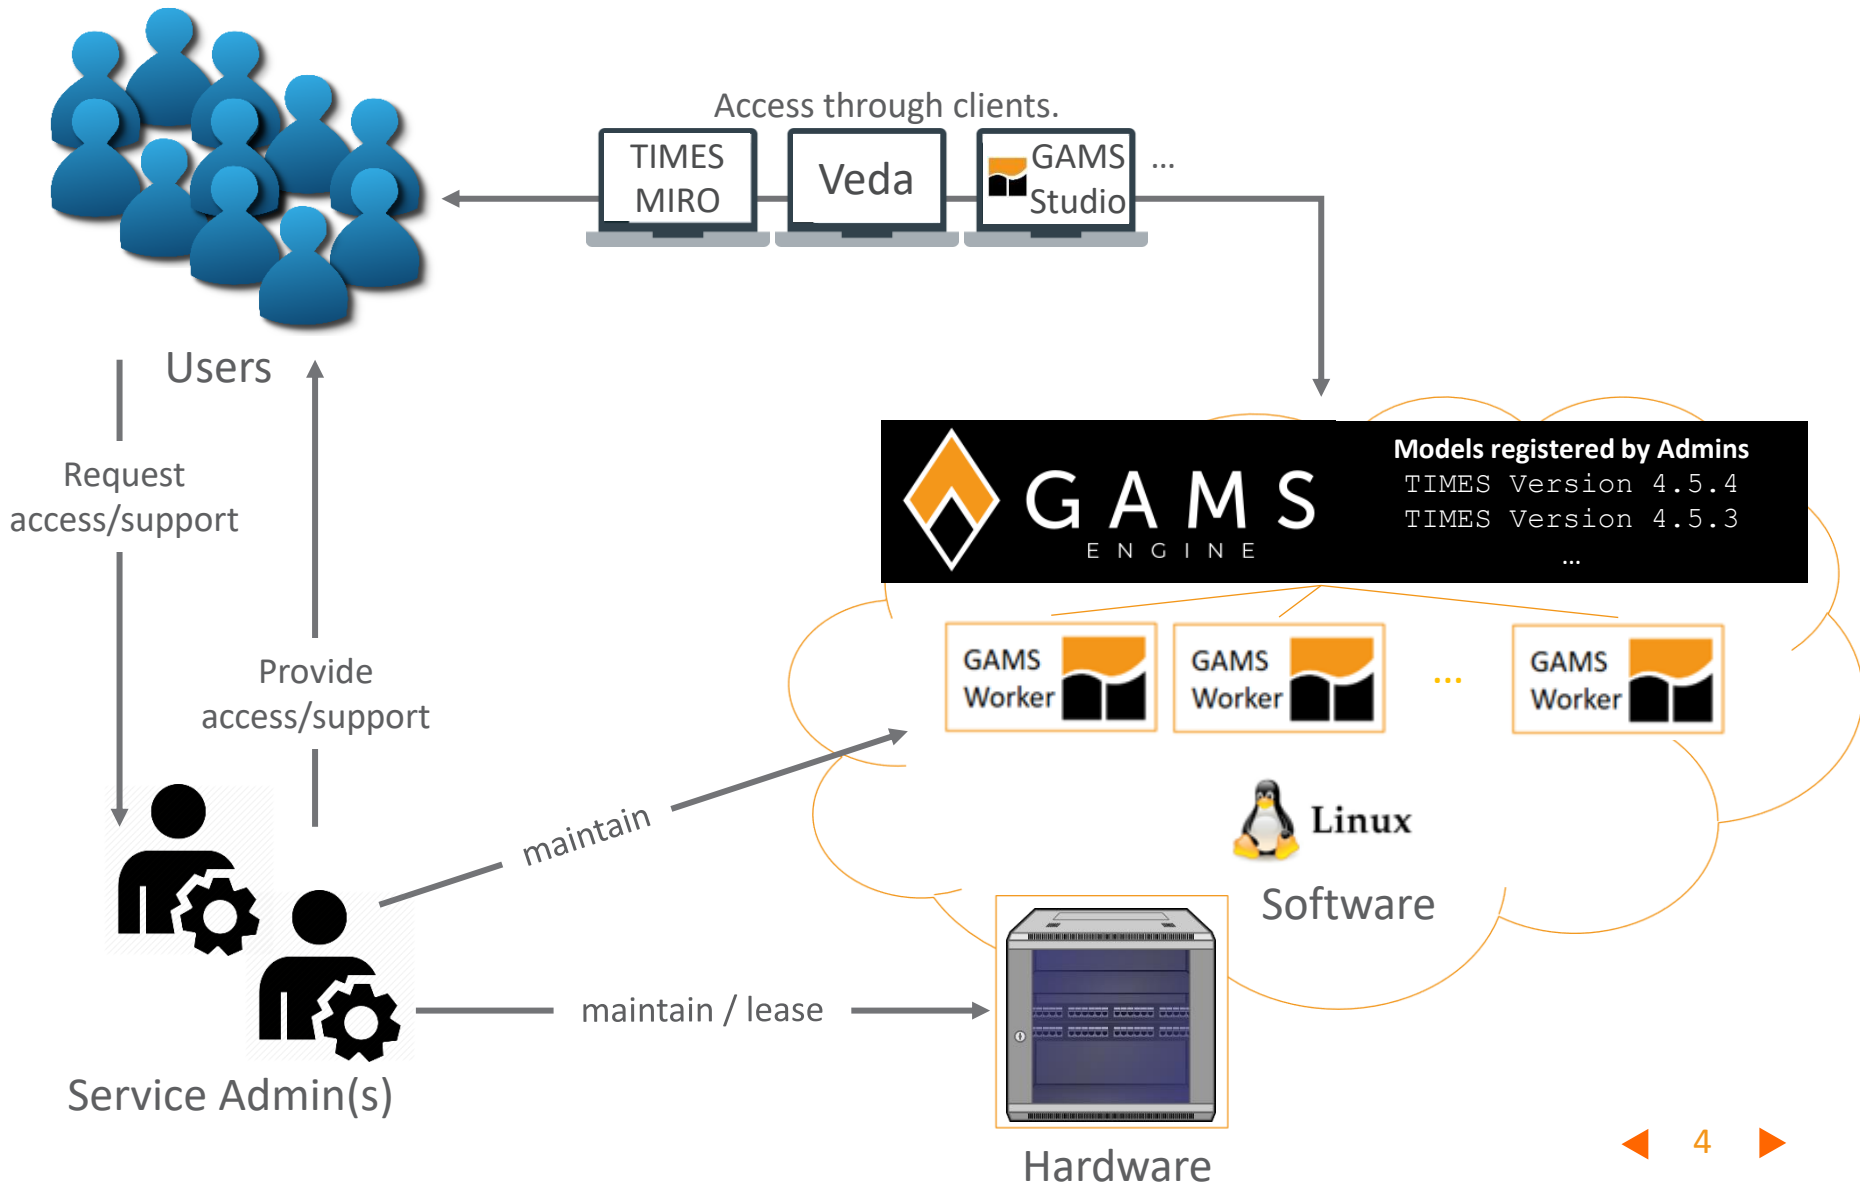 Access through clients.
TIMES
MIRO
Veda
GAMS
Studio
...
Users
Request
access/support
Provide
access/support
GAMS
ENGINE
Models registered by Admins
TIMES Version 4.5.4
TIMES Version 4.5.3
...
GAMS
Worker
GAMS
Worker
...
GAMS
Worker
maintain
Linux
Software
maintain / lease
Service Admin(s)
Hardware
4